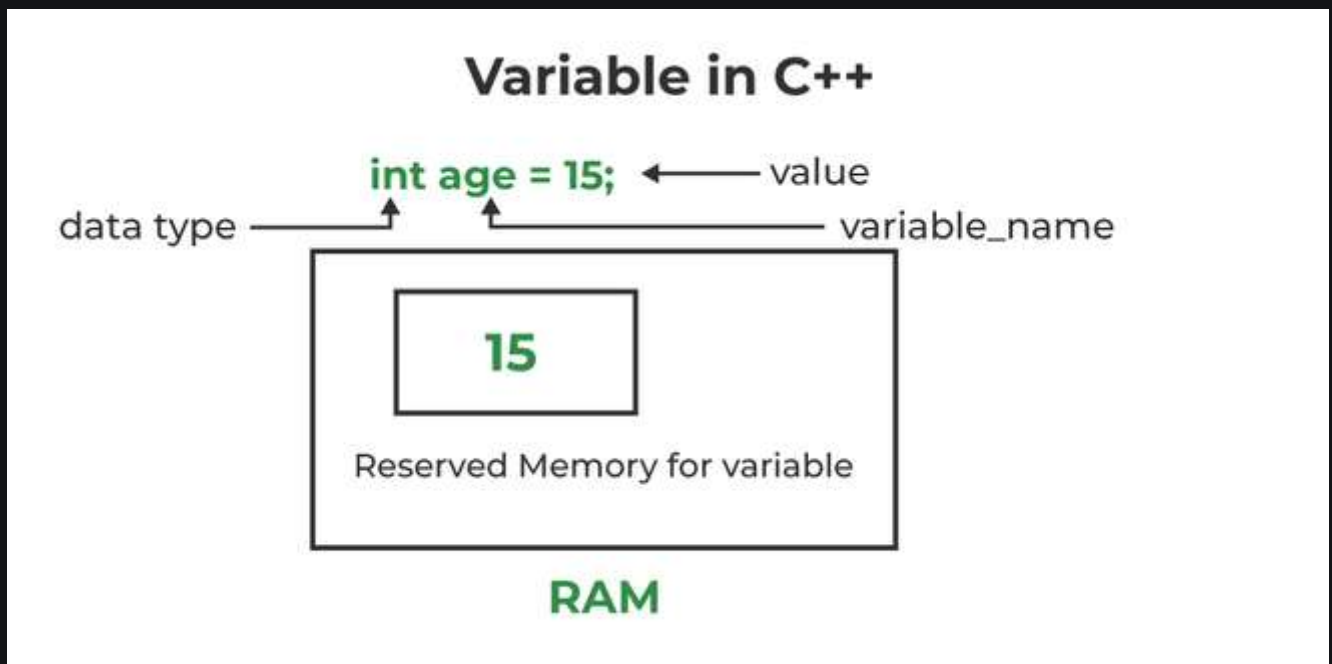 Variable in C++
int age = 15;
value
data type
variable_name
15
Reserved Memory for variable
RAM